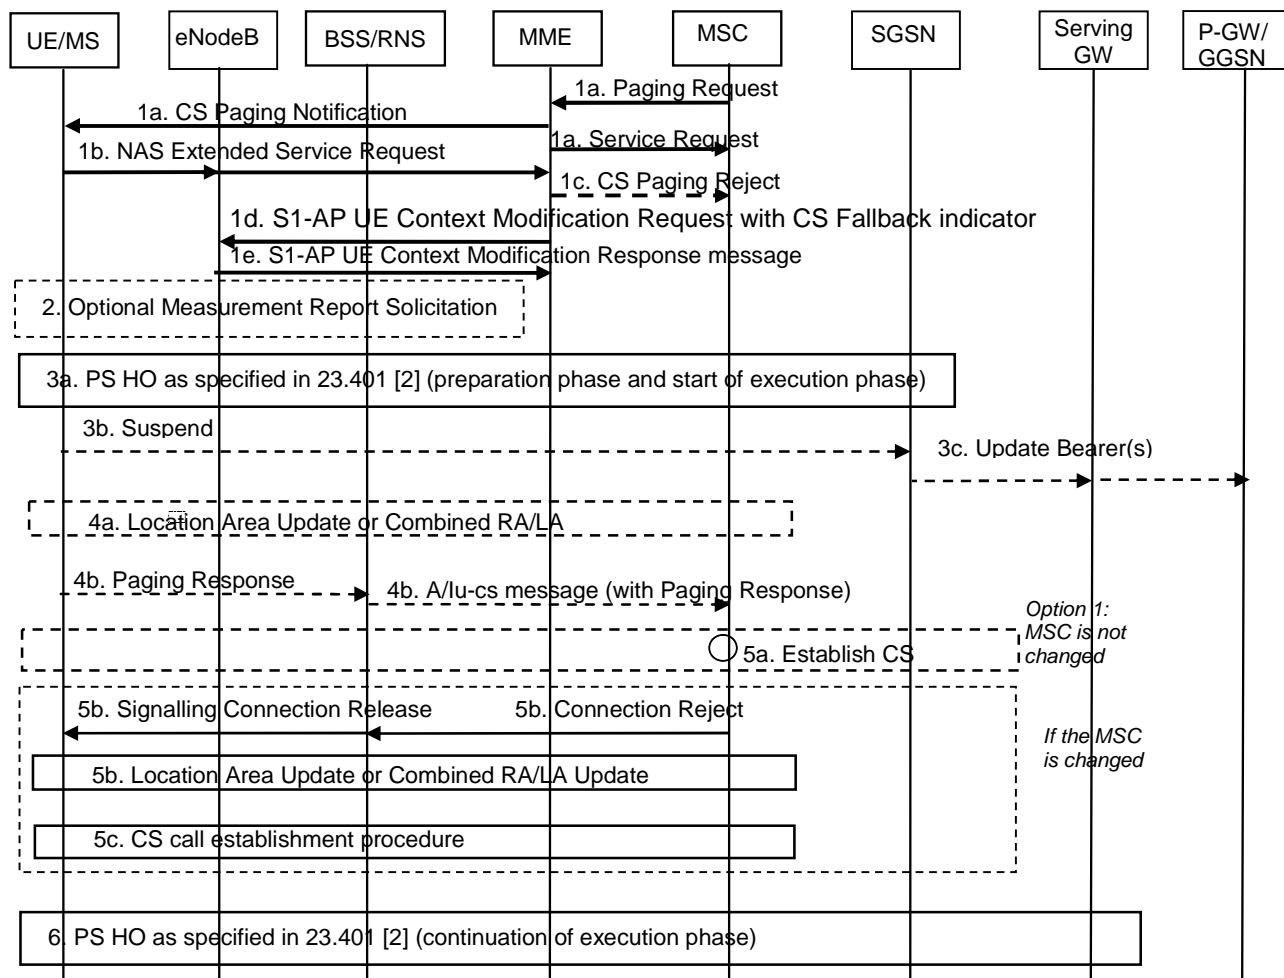 UE/MS
eNodeB
BSS/RNS
MME
MSC
SGSN
Serving
GW
P-GW/
GGSN
1a. Paging Request
1a. CS Paging Notification
1a. Service Request
1b. NAS Extended Service Request
1c. CS Paging Reject
1d. S1-AP UE Context Modification Request with CS Fallback indicator
1e. S1-AP UE Context Modification Response message
2. Optional Measurement Report Solicitation
3a. PS HO as specified in 23.401 [2] (preparation phase and start of execution phase)
3b. Suspend
3c. Update Bearer(s)
4a. Location Area Update or Combined RA/LA
4b. Paging Response
4b. A/Iu-cs message (with Paging Response)
Option 1:
MSC is not
changed
5a. Establish CS
5b. Signalling Connection Release
5b. Connection Reject
If the MSC
is changed
5b. Location Area Update or Combined RA/LA Update
5c. CS call establishment procedure
6. PS HO as specified in 23.401 [2] (continuation of execution phase)